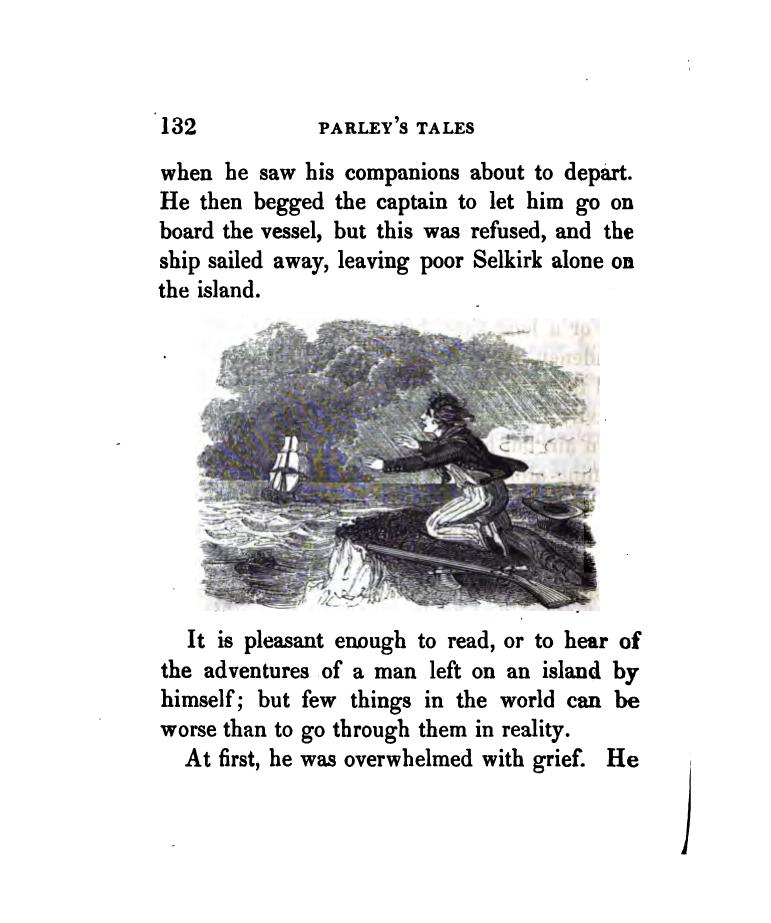 132 PARLEY'S TALES
when he saw his companions about to depart.
He then begged the captain to let him go on
board the vessel, but this was refused, and the
ship sailed away, leaving poor Selkirk alone on
the island.
It is pleasant enough to read, or to hear of
the adventures of a man left on an island by
himself; but few things in the world can be
worse than to go through them in reality.
At first, he was overwhelmed with grief. He